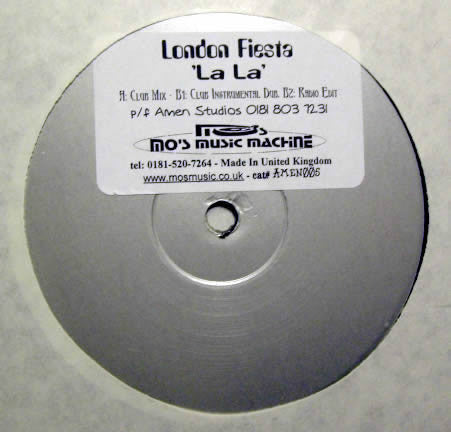 London Fiesta
'La La'
A: Club Mix - B1: Club Instrumental Dub. B2: Radio Edit
p/f Amen Studios 0181 803 7231
MO'S MUSIC MACHINE
tel: 0181-520-7264 - Made In United Kingdom
www.mosmusic.co.uk - cat# AMEN005